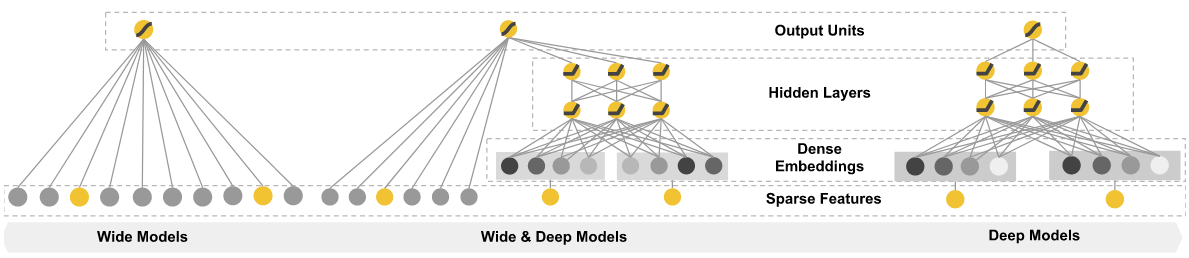 Output Units
Hidden Layers
Dense
Embeddings
Sparse Features
Wide Models
Wide & Deep Models
Deep Models